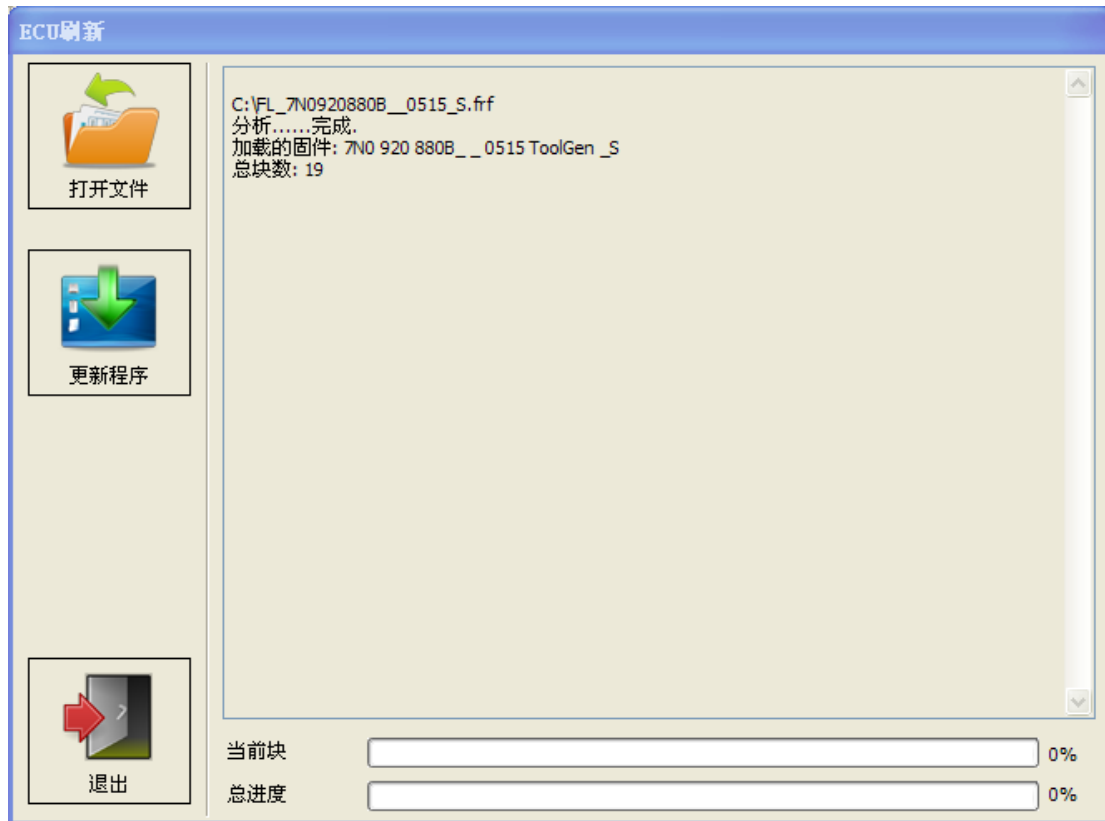 ECU刷新
打开文件
更新程序
退出
C:\FL_7N0920880B__0515_S.frf
分析......完成.
加载的固件: 7N0 920 880B_ _ 0515 ToolGen _S
总块数: 19
当前块 0%
总进度 0%